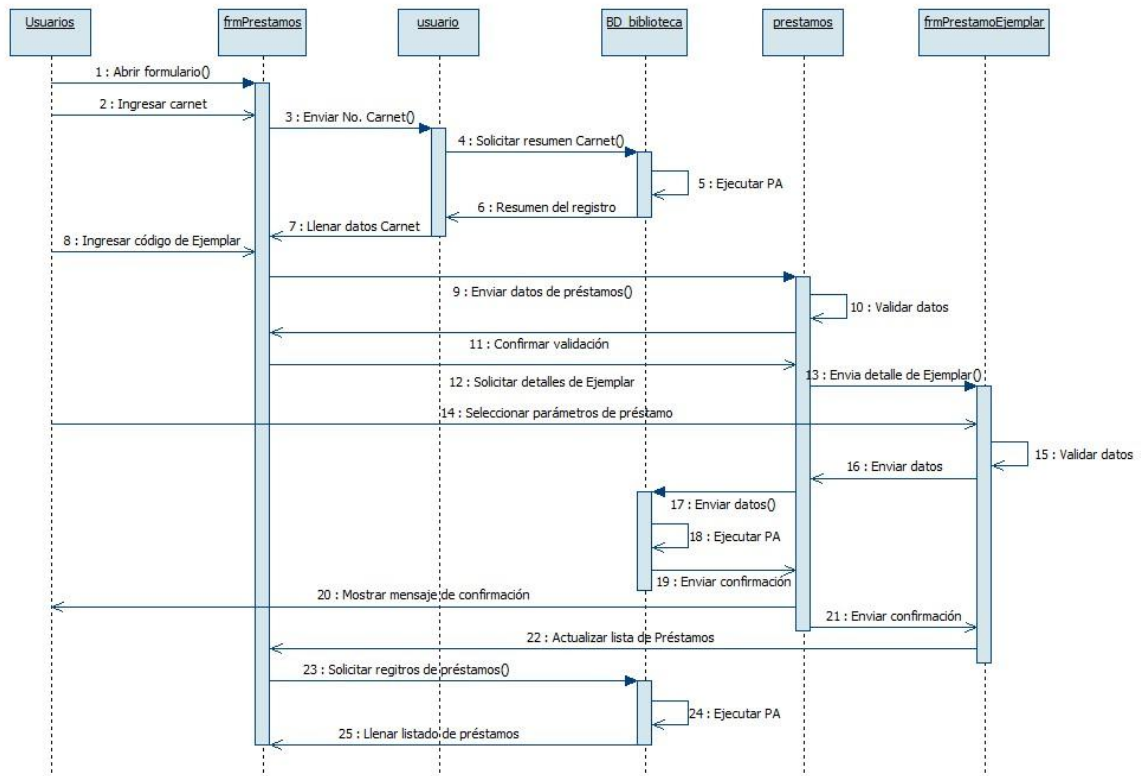 Usuarios
frmPrestamos
usuario
BD_biblioteca
prestamos
frmPrestamoEjemplar
1 : Abrir formulario()
2 : Ingresar carnet
3 : Enviar No. Carnet()
4 : Solicitar resumen Carnet()
5 : Ejecutar PA
6 : Resumen del registro
7 : Llenar datos Carnet
8 : Ingresar código de Ejemplar
9 : Enviar datos de préstamos()
10 : Validar datos
11 : Confirmar validación
12 : Solicitar detalles de Ejemplar
13 : Envia detalle de Ejemplar()
14 : Seleccionar parámetros de préstamo
15 : Validar datos
16 : Enviar datos
17 : Enviar datos()
18 : Ejecutar PA
19 : Enviar confirmación
20 : Mostrar mensaje de confirmación
21 : Enviar confirmación
22 : Actualizar lista de Préstamos
23 : Solicitar regitros de préstamos()
24 : Ejecutar PA
25 : Llenar listado de préstamos